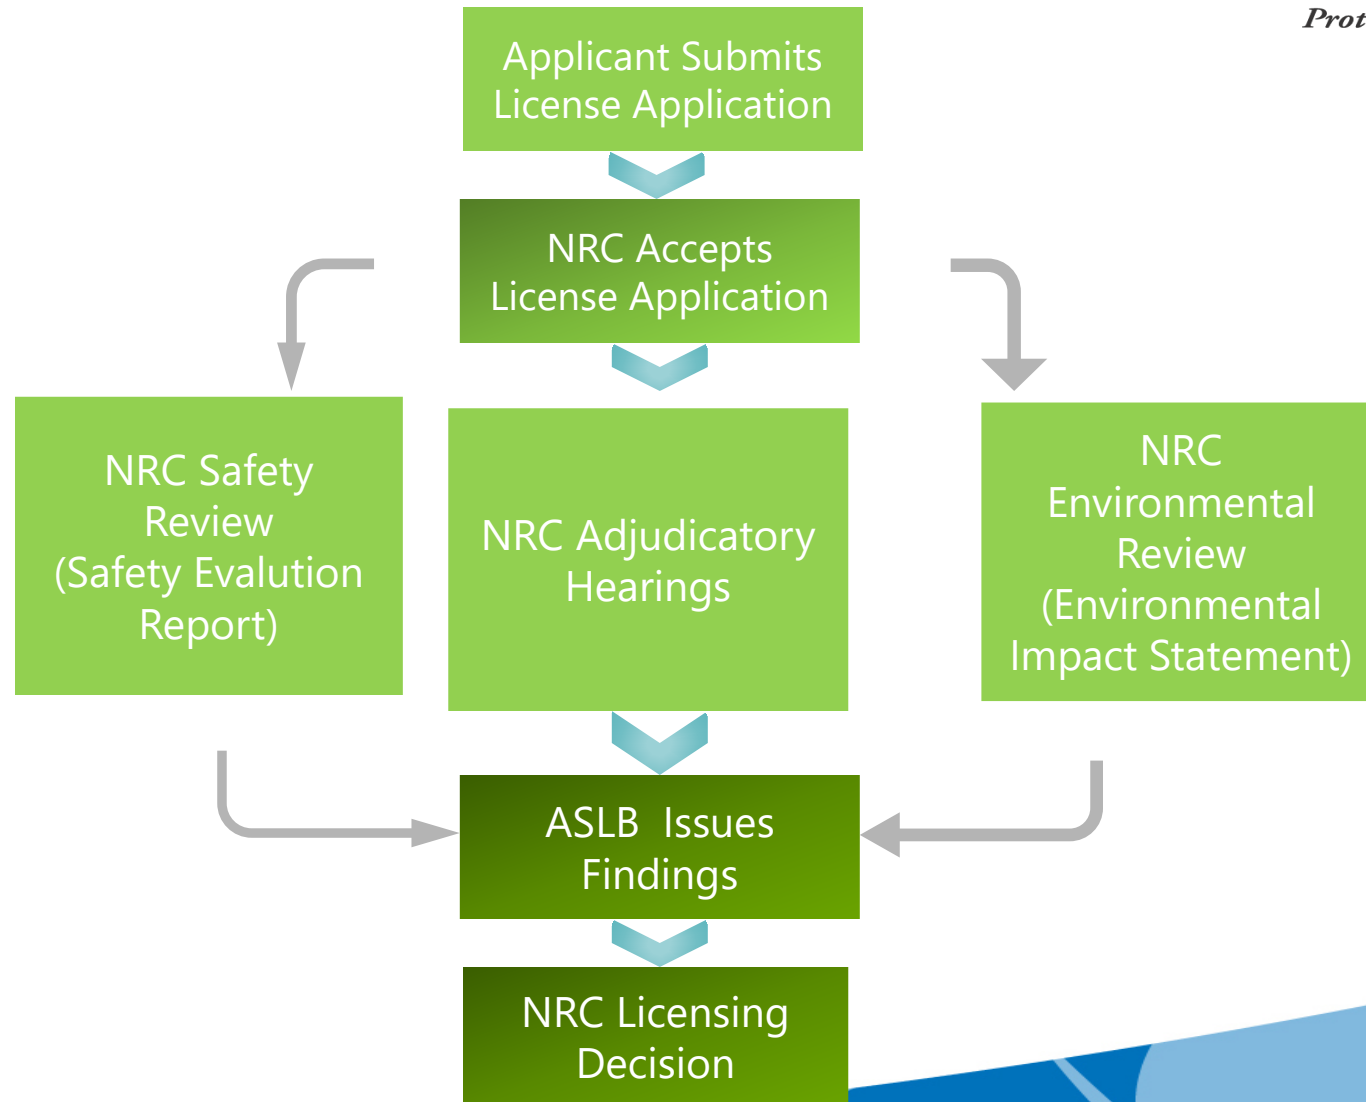 Prot
Applicant Submits
License Application
NRC Accepts
License Application
NRC Safety
Review
(Safety Evalution
Report)
NRC Adjudicatory
Hearings
NRC
Environmental
Review
(Environmental
Impact Statement)
ASLB Issues
Findings
NRC Licensing
Decision